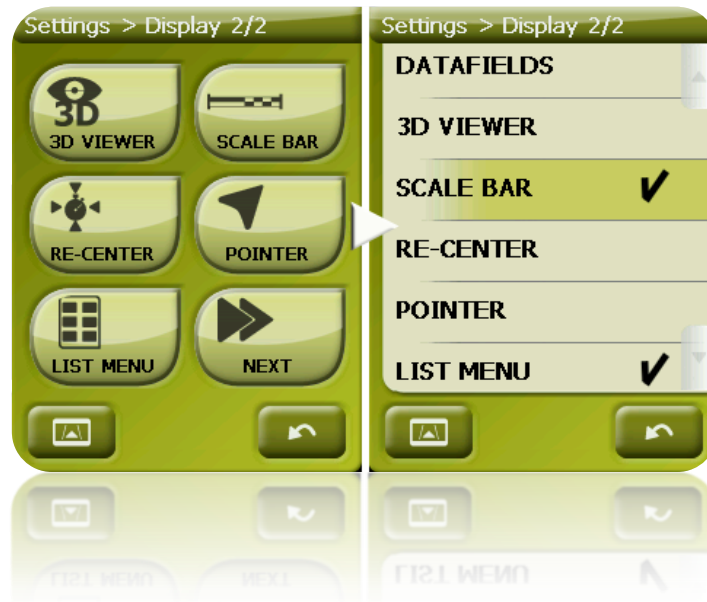 Settings > Display 2/2
3D
3D VIEWER
SCALE BAR
RE-CENTER
POINTER
LIST MENU
NEXT
Settings > Display 2/2
DATAFIELDS
3D VIEWER
SCALE BAR
RE-CENTER
POINTER
LIST MENU